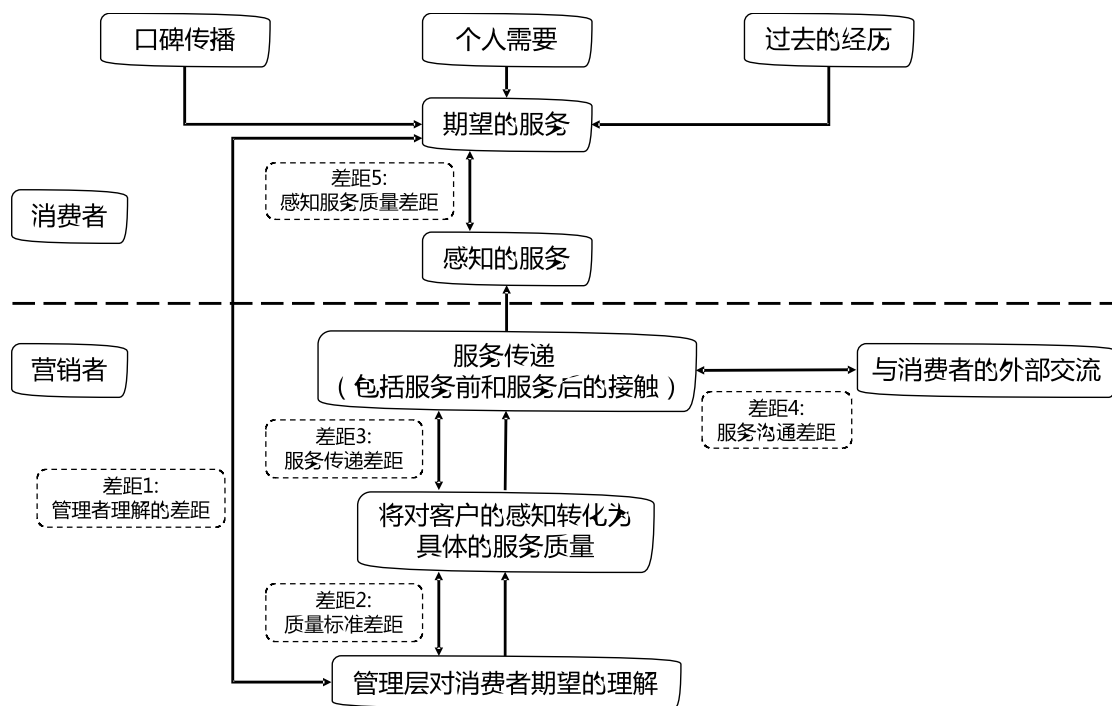 口碑传播
个人需要
过去的经历
期望的服务
差距5:
感知服务质量差距
消费者
感知的服务
营销者
服务传递
（包括服务前和服务后的接触）
与消费者的外部交流
差距4:
服务沟通差距
差距3:
服务传递差距
差距1:
管理者理解的差距
将对客户的感知转化为
具体的服务质量
差距2:
质量标准差距
管理层对消费者期望的理解